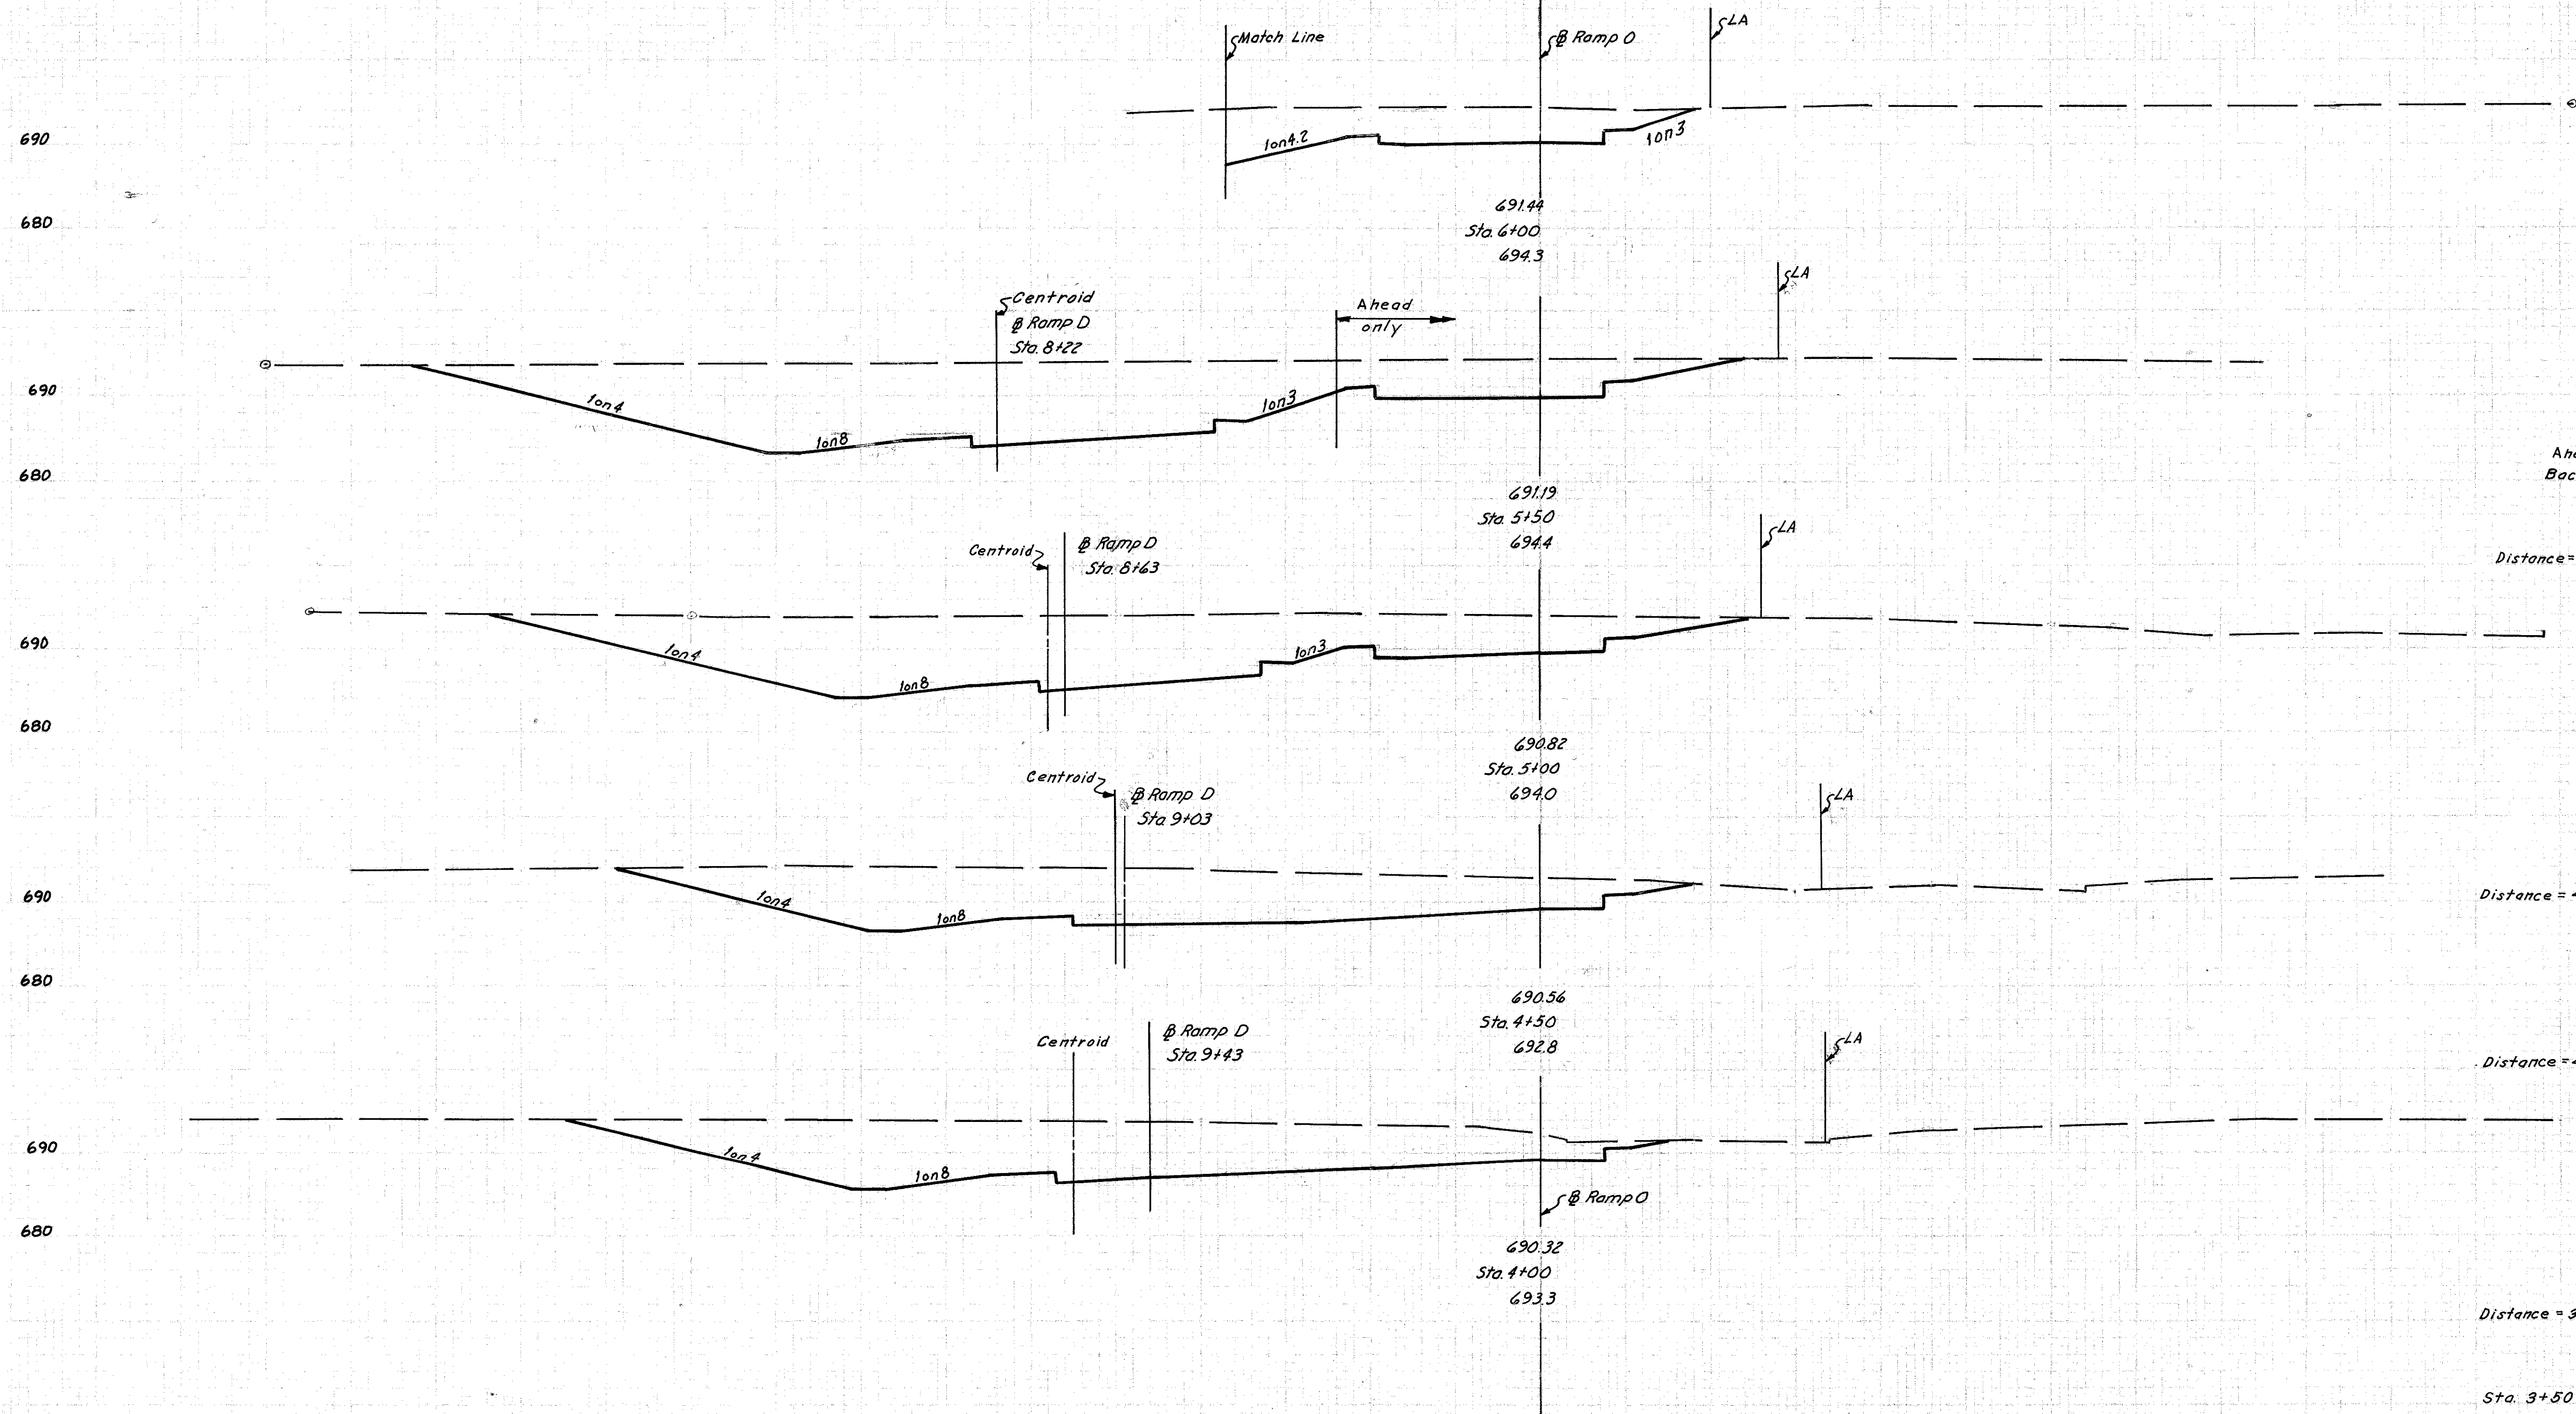 Match Line
℄ Ramp O
LA
690
1on4.2
1on3
680
691.44
Sta. 6+00
694.3
Centroid
℄ Ramp D
Sta. 8+22
Ahead
only
LA
690
1on4
1on8
1on3
680
691.19
Sta. 5+50
694.4
Centroid
℄ Ramp D
Sta. 8+63
LA
Distance=
690
1on4
1on8
1on3
680
690.82
Sta. 5+00
694.0
Centroid
℄ Ramp D
Sta 9+03
LA
690
1on4
1on8
Distance =
680
690.56
Sta. 4+50
692.8
Centroid
℄ Ramp D
Sta. 9+43
LA
Distance =
690
1on4
1on8
℄ Ramp O
680
690.32
Sta. 4+00
693.3
Distance = 3
Sta. 3+50